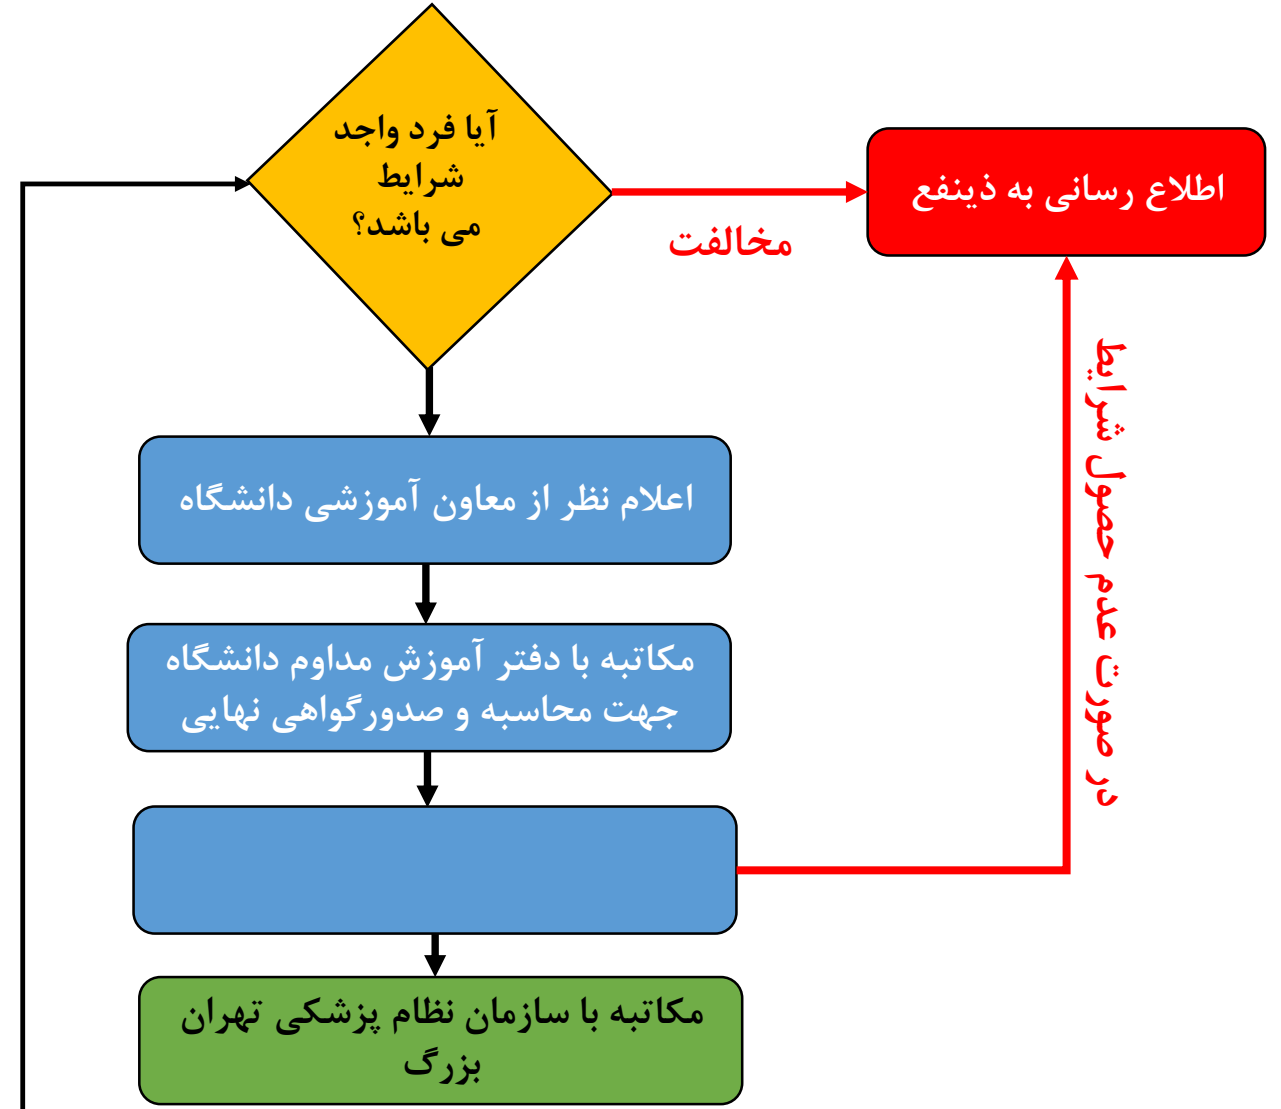 آیا فرد واجد
شرایط
می باشد؟
اطلاع رسانی به ذینفع
مخالفت
در صورت عدم حصول شرایط
اعلام نظر از معاون آموزشی دانشگاه
مکاتبه با دفتر آموزش مداوم دانشگاه
جهت محاسبه و صدورگواهی نهایی
مکاتبه با سازمان نظام پزشکی تهران
بزرگ